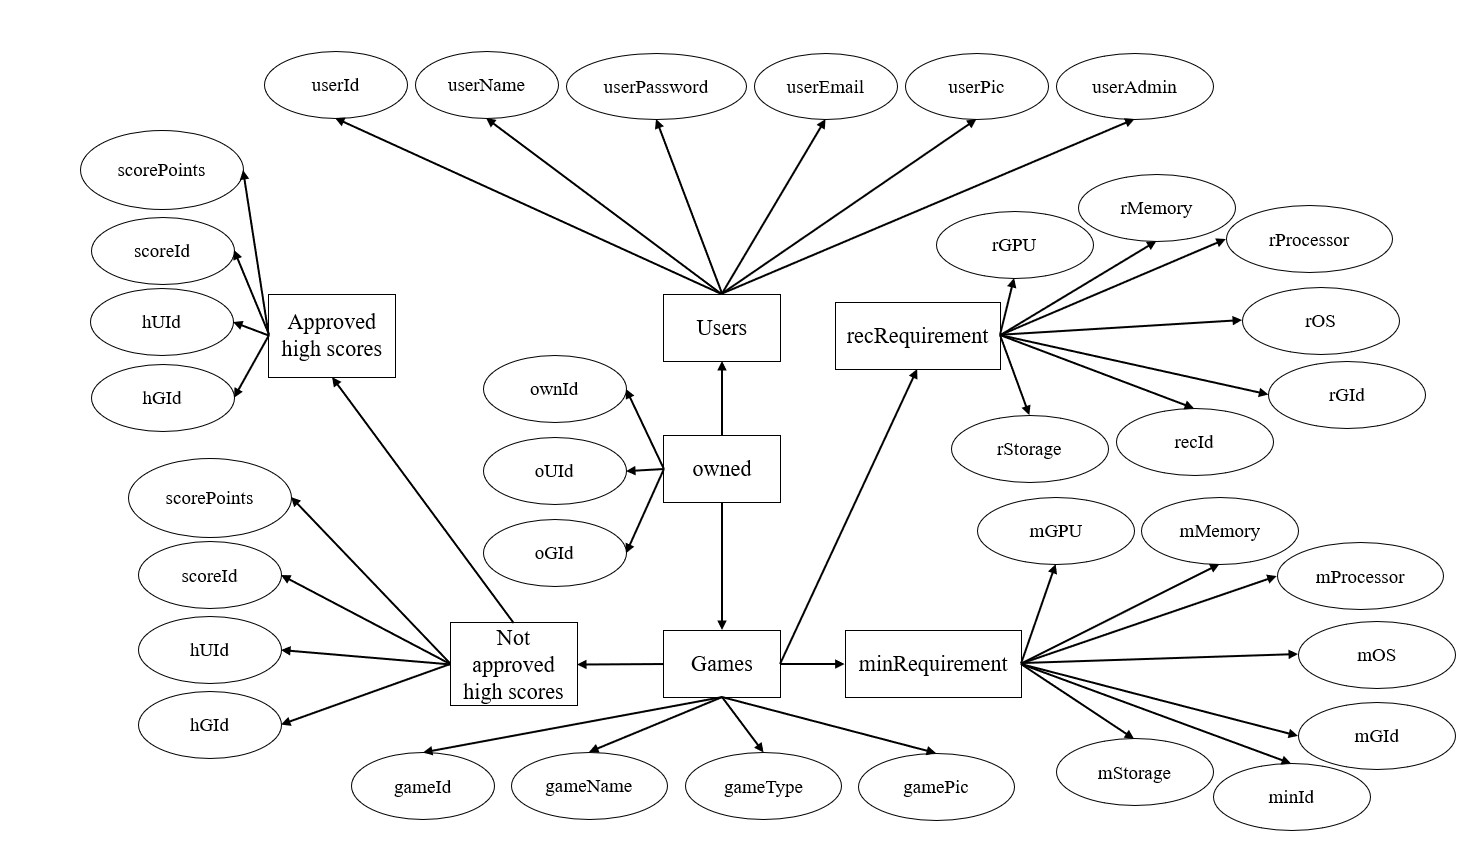 userId
userName
userPassword
userEmail
userPic
userAdmin
scorePoints
scoreId
hUId
hGId
Approved
high scores
Users
recRequirement
rGPU
rMemory
rProcessor
rOS
rGId
recId
rStorage
ownId
oUId
oGId
owned
scorePoints
scoreId
hUId
hGId
Not
approved
high scores
Games
minRequirement
mGPU
mMemory
mProcessor
mOS
mGId
minId
mStorage
gameId
gameName
gameType
gamePic